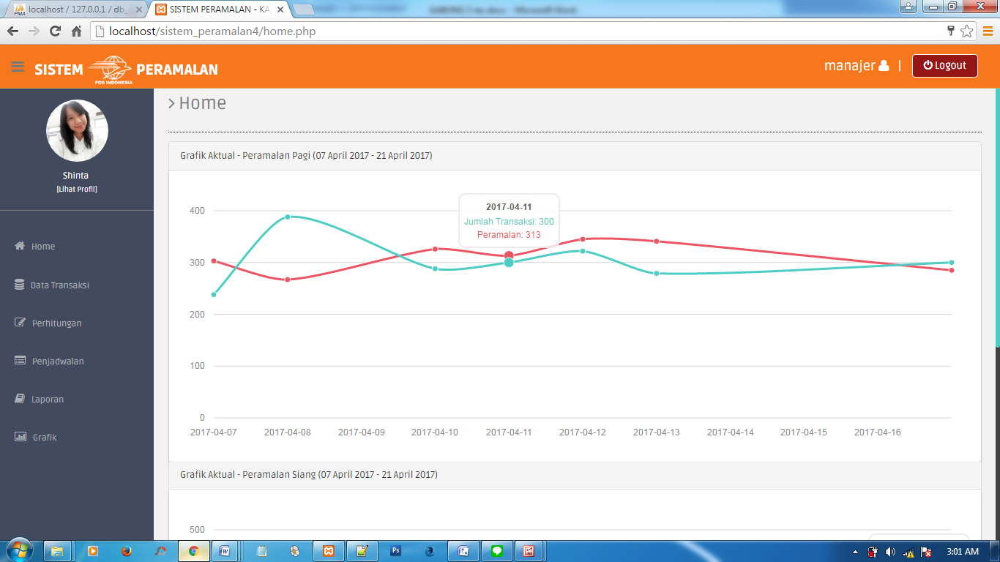 localhost / 127.0.0.1 / db_
SISTEM PERAMALAN - KA
localhost/sistem_peramalan4/home.php
SISTEM POS INDONESIA PERAMALAN
manajer | Logout
Shinta
[Lihat Profil]
Home
Data Transaksi
Perhitungan
Penjadwalan
Laporan
Grafik
Home
Grafik Aktual - Peramalan Pagi (07 April 2017 - 21 April 2017)
2017-04-11
Jumlah Transaksi: 300
Peramalan: 313
400
300
200
100
0
2017-04-07 2017-04-08 2017-04-09 2017-04-10 2017-04-11 2017-04-12 2017-04-13 2017-04-14 2017-04-15 2017-04-16
Grafik Aktual - Peramalan Siang (07 April 2017 - 21 April 2017)
500
3:01 AM